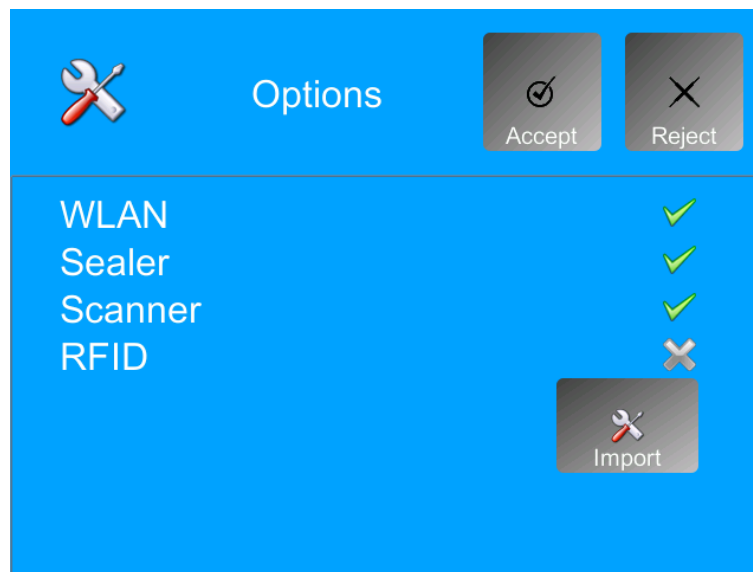 Options
Accept
Reject
WLAN
Sealer
Scanner
RFID
Import